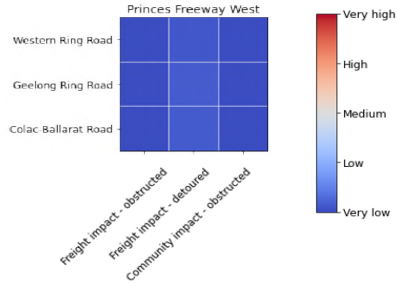 Princes Freeway West
Western Ring Road
Geelong Ring Road
Colac-Ballarat Road
Freight impact - obstructed
Freight impact - detoured
Community impact - obstructed
Very high
High
Medium
Low
Very low